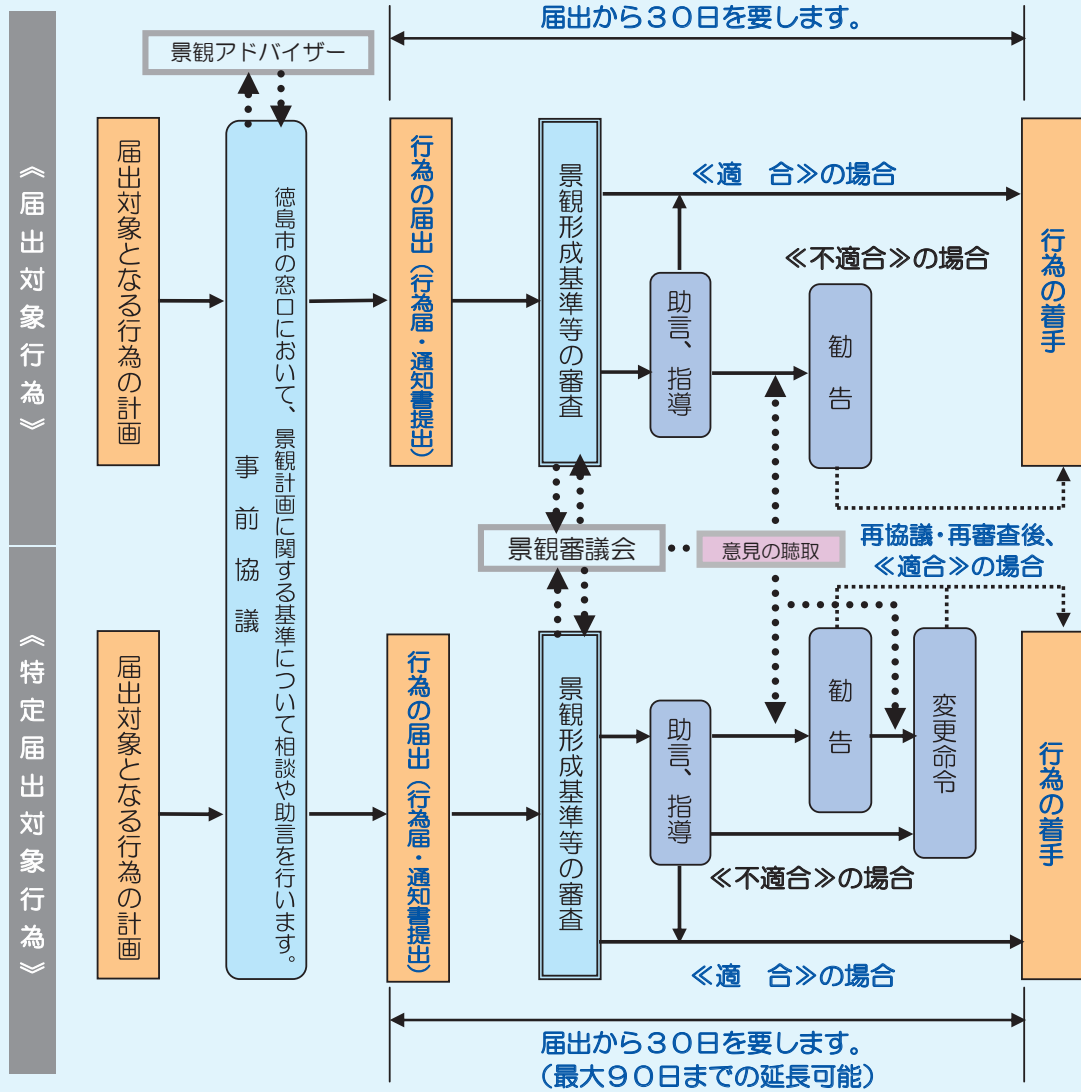 届出から３０日を要します。
景観アドバイザー
《届出対象行為》
届出対象となる行為の計画
徳島市の窓口において、景観計画に関する基準について相談や助言を行います。
事前協議
行為の届出（行為届・通知書提出）
景観形成基準等の審査
≪適　合≫の場合
≪不適合≫の場合
助言、指導
勧告
行為の着手
景観審議会
意見の聴取
再協議・再審査後、
≪適合≫の場合
《特定届出対象行為》
届出対象となる行為の計画
行為の届出（行為届・通知書提出）
景観形成基準等の審査
助言、指導
勧告
変更命令
行為の着手
≪不適合≫の場合
≪適　合≫の場合
届出から３０日を要します。
（最大９０日までの延長可能）